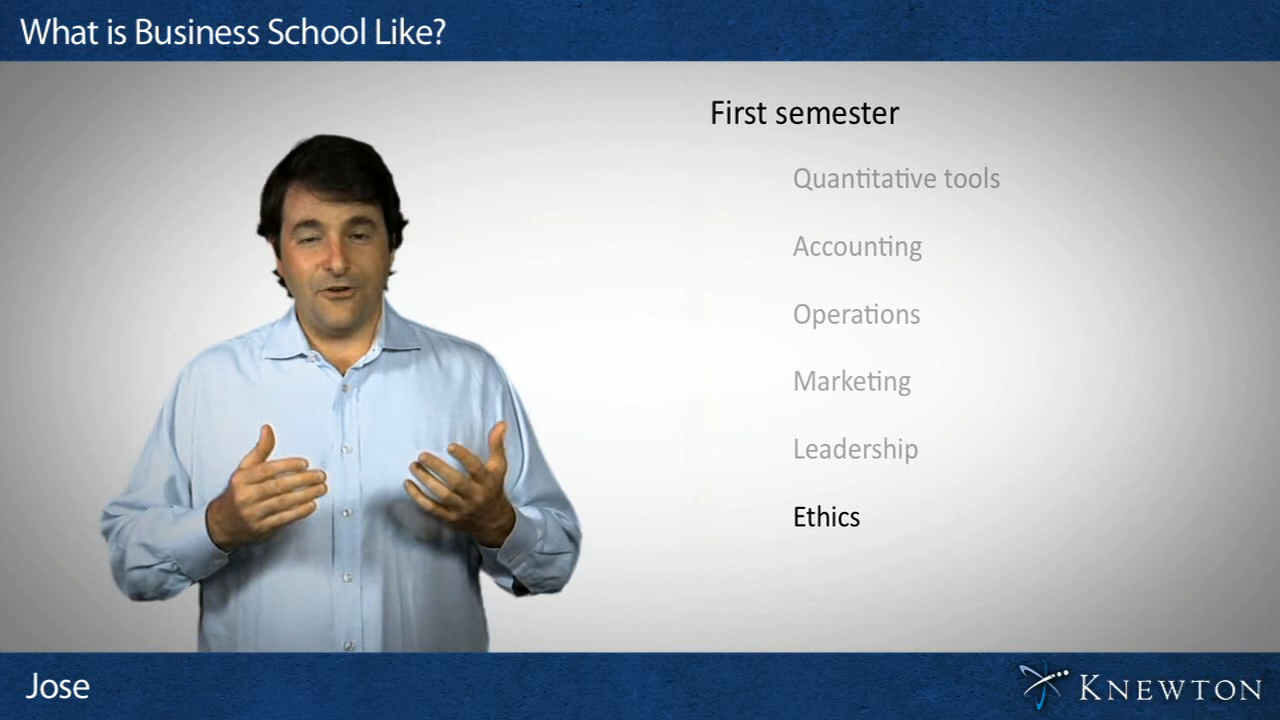 What is Business School Like?
First semester
Quantitative tools
Accounting
Operations
Marketing
Leadership
Ethics
Jose
KNEWTON